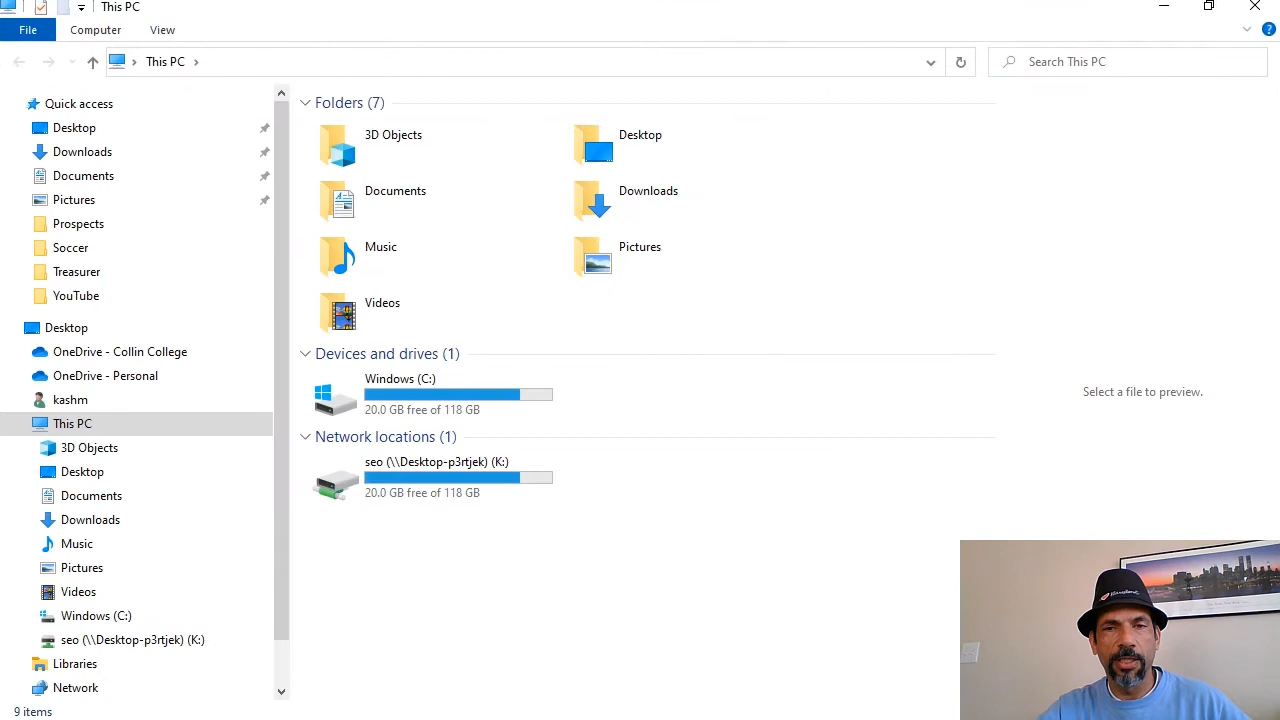 This PC
File
Computer
View
This PC
Search This PC
Quick access
Desktop
Downloads
Documents
Pictures
Prospects
Soccer
Treasurer
YouTube
Desktop
OneDrive - Collin College
OneDrive - Personal
kashm
This PC
3D Objects
Desktop
Documents
Downloads
Music
Pictures
Videos
Windows (C:)
seo (\\Desktop-p3rtjek) (K:)
Libraries
Network
Folders (7)
3D Objects
Desktop
Documents
Downloads
Music
Pictures
Videos
Devices and drives (1)
Windows (C:)
20.0 GB free of 118 GB
Network locations (1)
seo (\\Desktop-p3rtjek) (K:)
20.0 GB free of 118 GB
Select a file to preview.
9 items